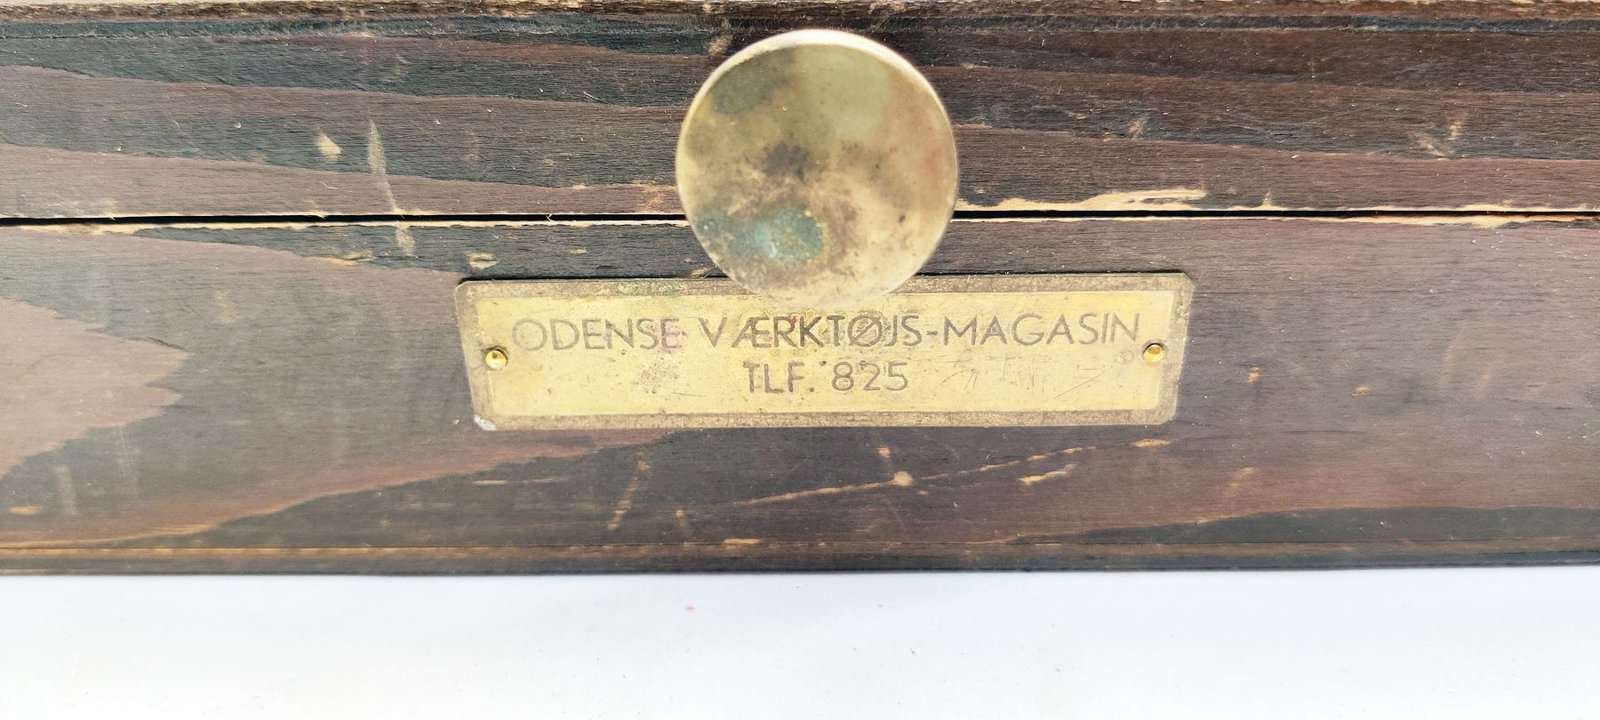 ODENSE VÆRKTØJS-MAGASIN
TLF. 825